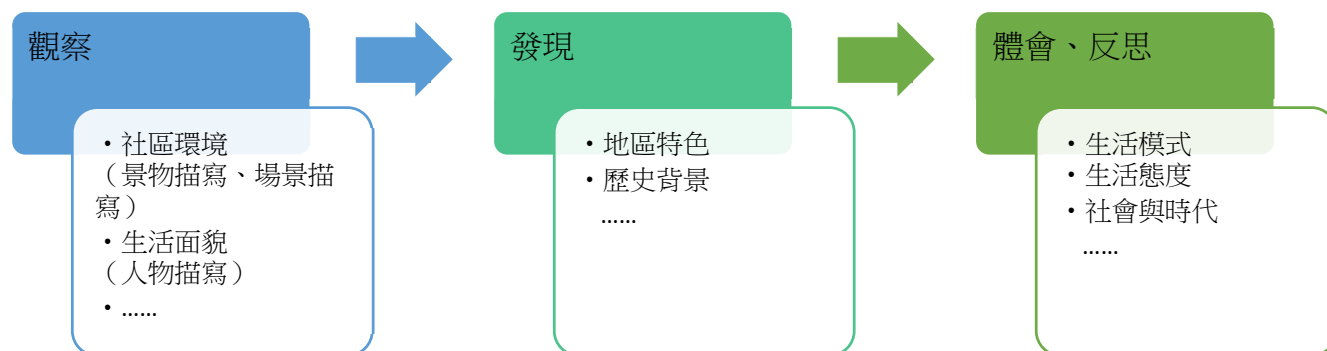 觀察
・社區環境
（景物描寫、場景描
寫）
・生活面貌
（人物描寫）
・……
發現
・地區特色
・歷史背景
……
體會、反思
・生活模式
・生活態度
・社會與時代
……